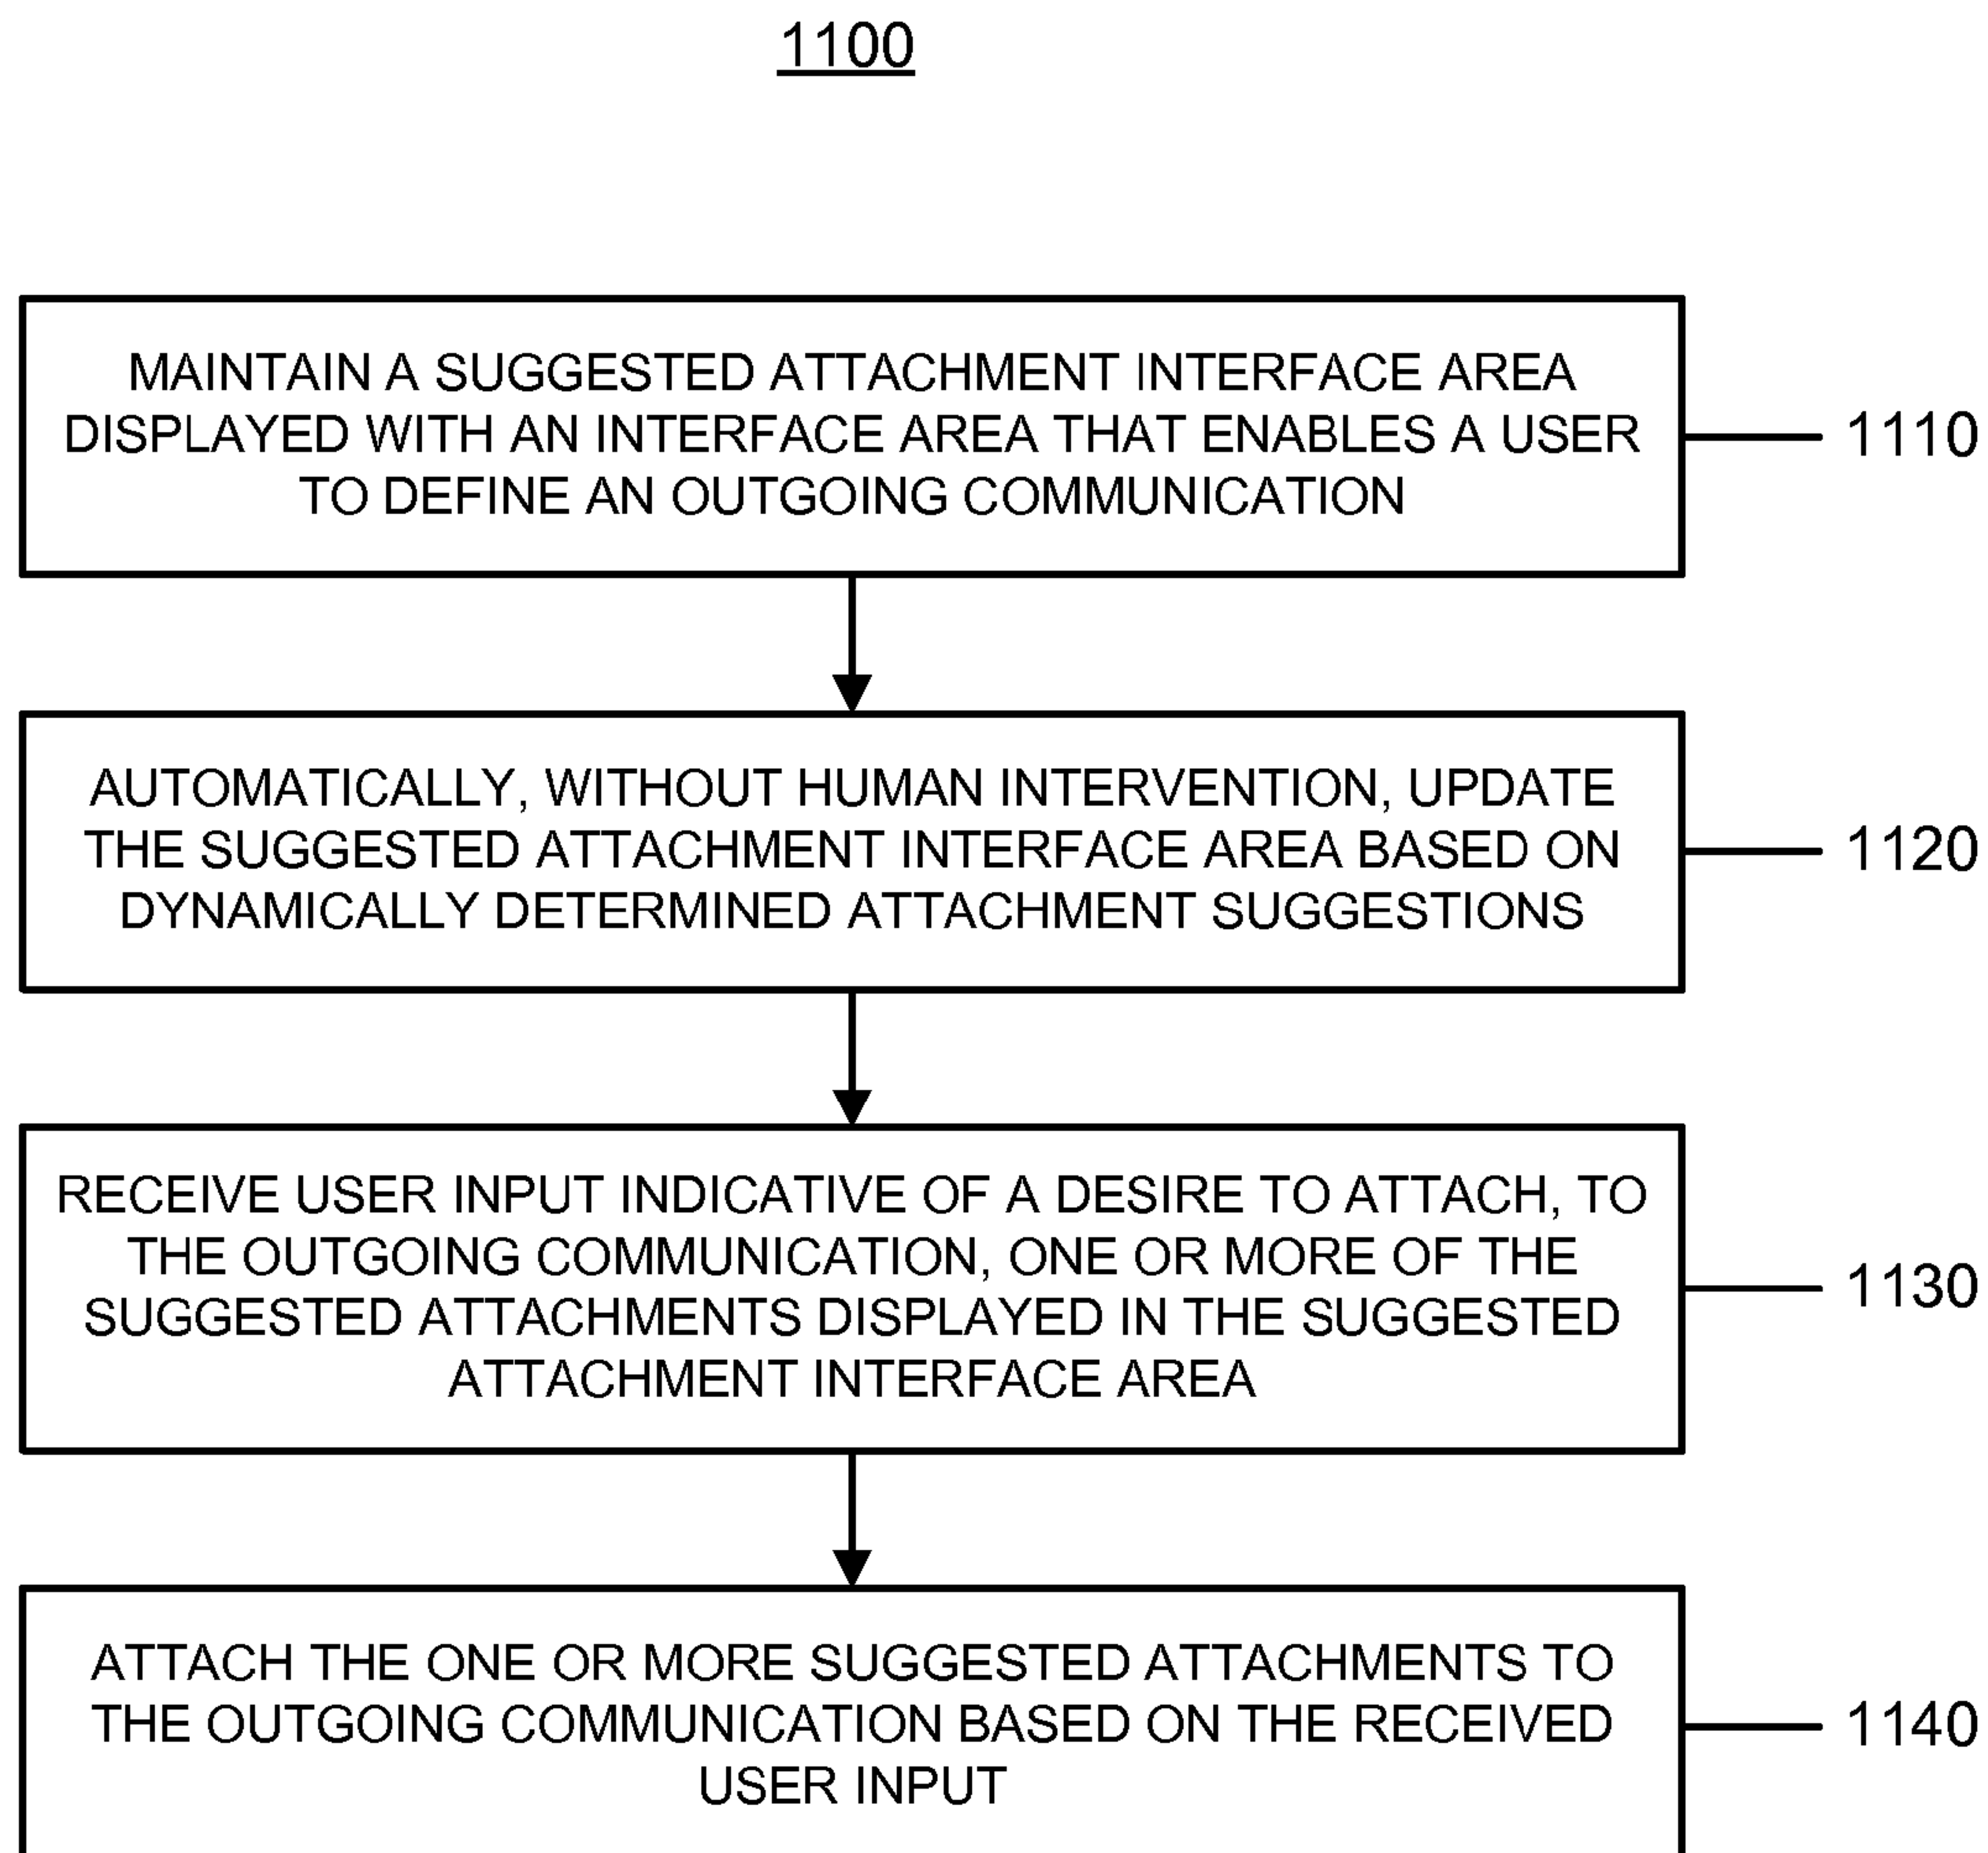 1100
MAINTAIN A SUGGESTED ATTACHMENT INTERFACE AREA
DISPLAYED WITH AN INTERFACE AREA THAT ENABLES A USER
TO DEFINE AN OUTGOING COMMUNICATION
1110
AUTOMATICALLY, WITHOUT HUMAN INTERVENTION, UPDATE
THE SUGGESTED ATTACHMENT INTERFACE AREA BASED ON
DYNAMICALLY DETERMINED ATTACHMENT SUGGESTIONS
1120
RECEIVE USER INPUT INDICATIVE OF A DESIRE TO ATTACH, TO
THE OUTGOING COMMUNICATION, ONE OR MORE OF THE
SUGGESTED ATTACHMENTS DISPLAYED IN THE SUGGESTED
ATTACHMENT INTERFACE AREA
1130
ATTACH THE ONE OR MORE SUGGESTED ATTACHMENTS TO
THE OUTGOING COMMUNICATION BASED ON THE RECEIVED
USER INPUT
1140